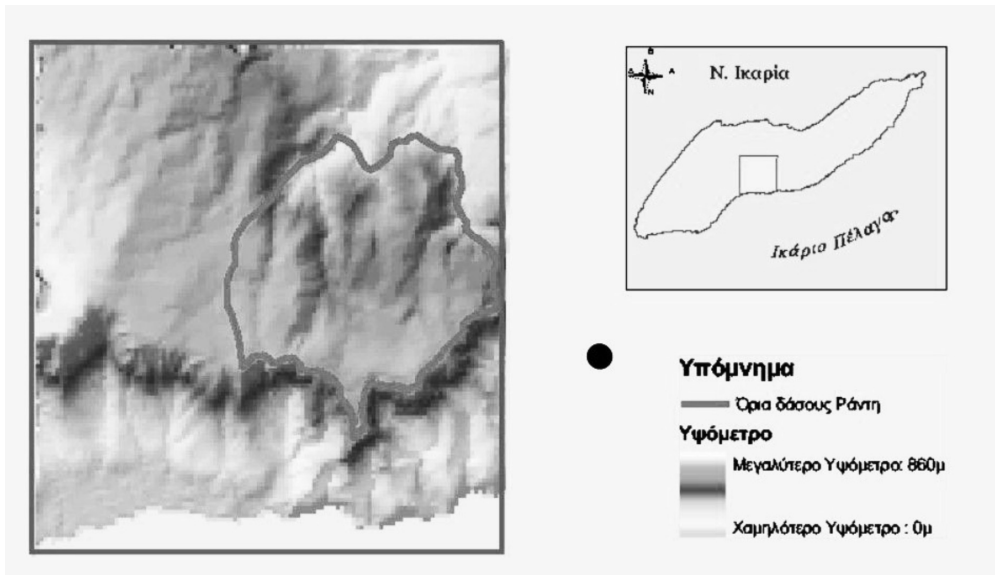 Β
Δ Α
Ν
Ν. Ικαρία
Ικάριο Πέλαγος
Υπόμνημα
Όρια δάσους Ράντη
Υψόμετρο
Μεγαλύτερο Υψόμετρο: 860μ
Χαμηλότερο Υψόμετρο : 0μ